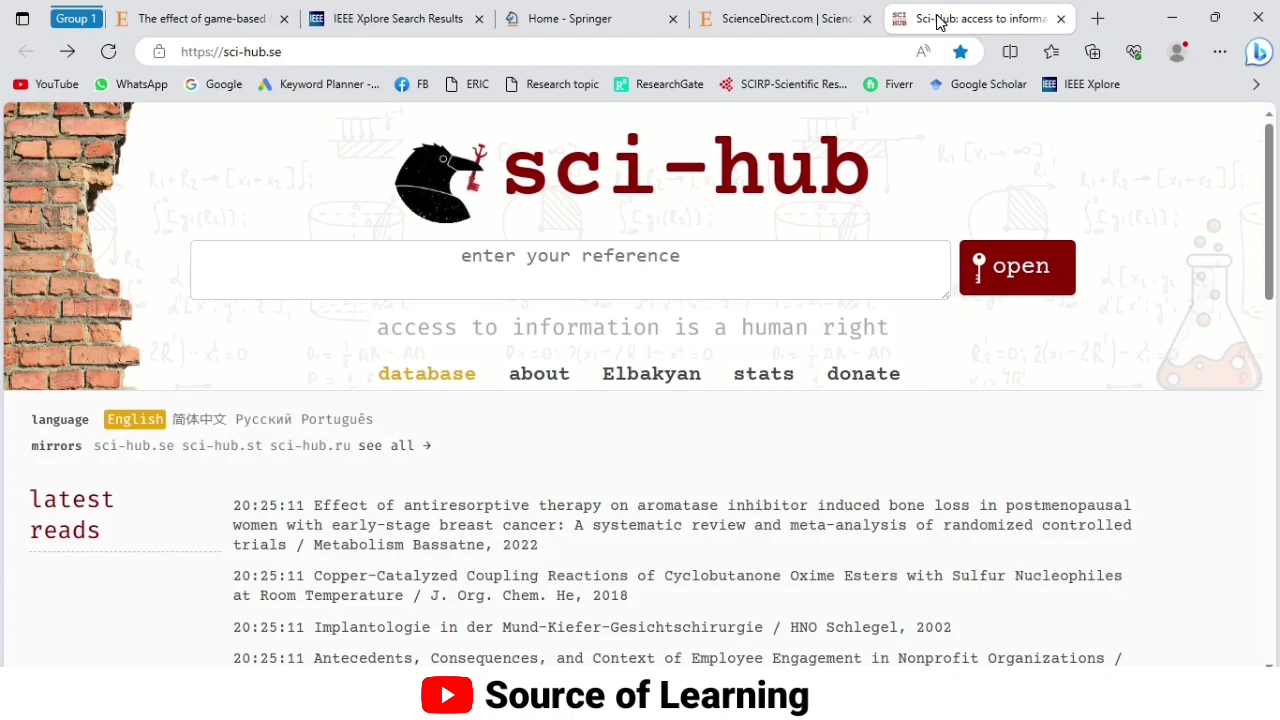 Group 1
The effect of game-based
IEEE Xplore Search Results
Home - Springer
ScienceDirect.com | Scienc
Sci-Hub: access to informa
https://sci-hub.se
YouTube
WhatsApp
Google
Keyword Planner -...
FB
ERIC
Research topic
ResearchGate
SCIRP-Scientific Res...
Fiverr
Google Scholar
IEEE Xplore
sci-hub
enter your reference
open
access to information is a human right
database about Elbakyan stats donate
language English 简体中文 Русский Português
mirrors sci-hub.se sci-hub.st sci-hub.ru see all →
latest
reads
20:25:11 Effect of antiresorptive therapy on aromatase inhibitor induced bone loss in postmenopausal
women with early-stage breast cancer: A systematic review and meta-analysis of randomized controlled
trials / Metabolism Bassatne, 2022
20:25:11 Copper-Catalyzed Coupling Reactions of Cyclobutanone Oxime Esters with Sulfur Nucleophiles
at Room Temperature / J. Org. Chem. He, 2018
20:25:11 Implantologie in der Mund-Kiefer-Gesichtschirurgie / HNO Schlegel, 2002
20:25:11 Antecedents, Consequences, and Context of Employee Engagement in Nonprofit Organizations /
Source of Learning